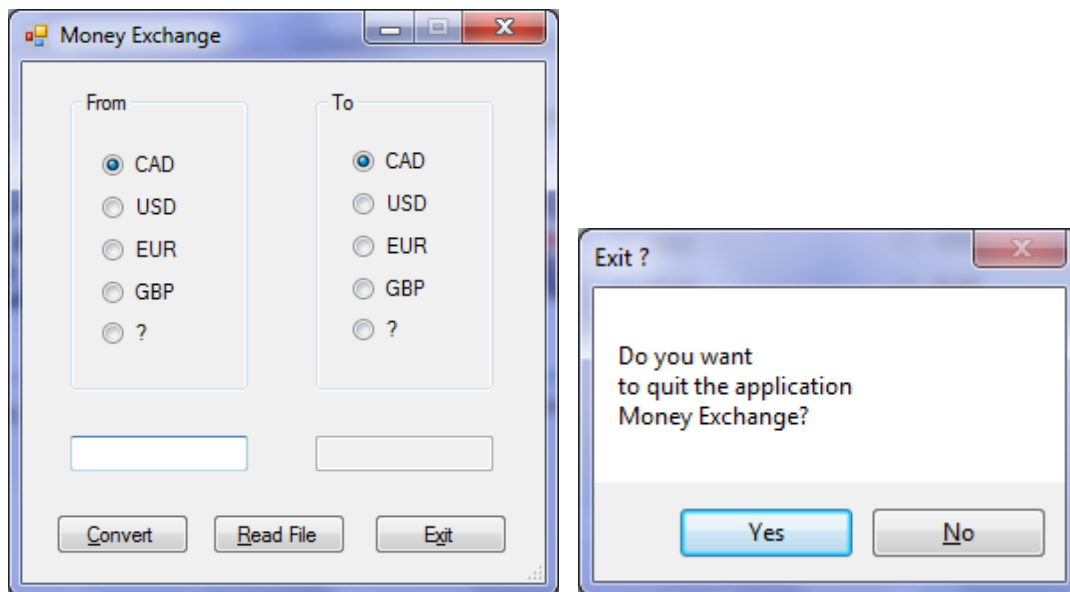 Money Exchange
From
CAD
USD
EUR
GBP
?
To
CAD
USD
EUR
GBP
?
Convert
Read File
Exit
Exit ?
Do you want
to quit the application
Money Exchange?
Yes
No